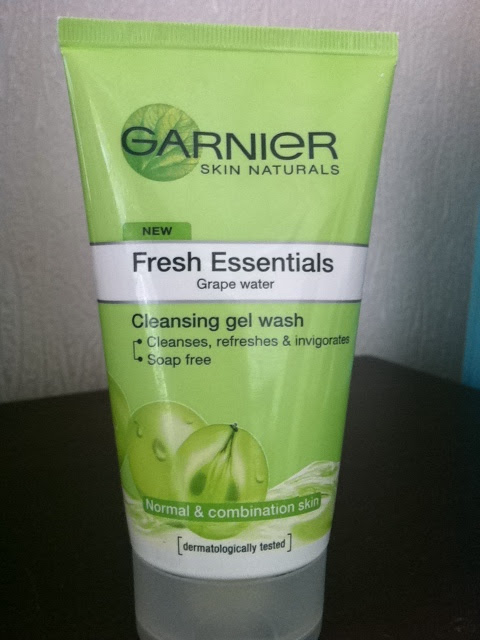 GARNIER
SKIN NATURALS
NEW
Fresh Essentials
Grape water
Cleansing gel wash
• Cleanses, refreshes & invigorates
• Soap free
Normal & combination skin
[dermatologically tested]